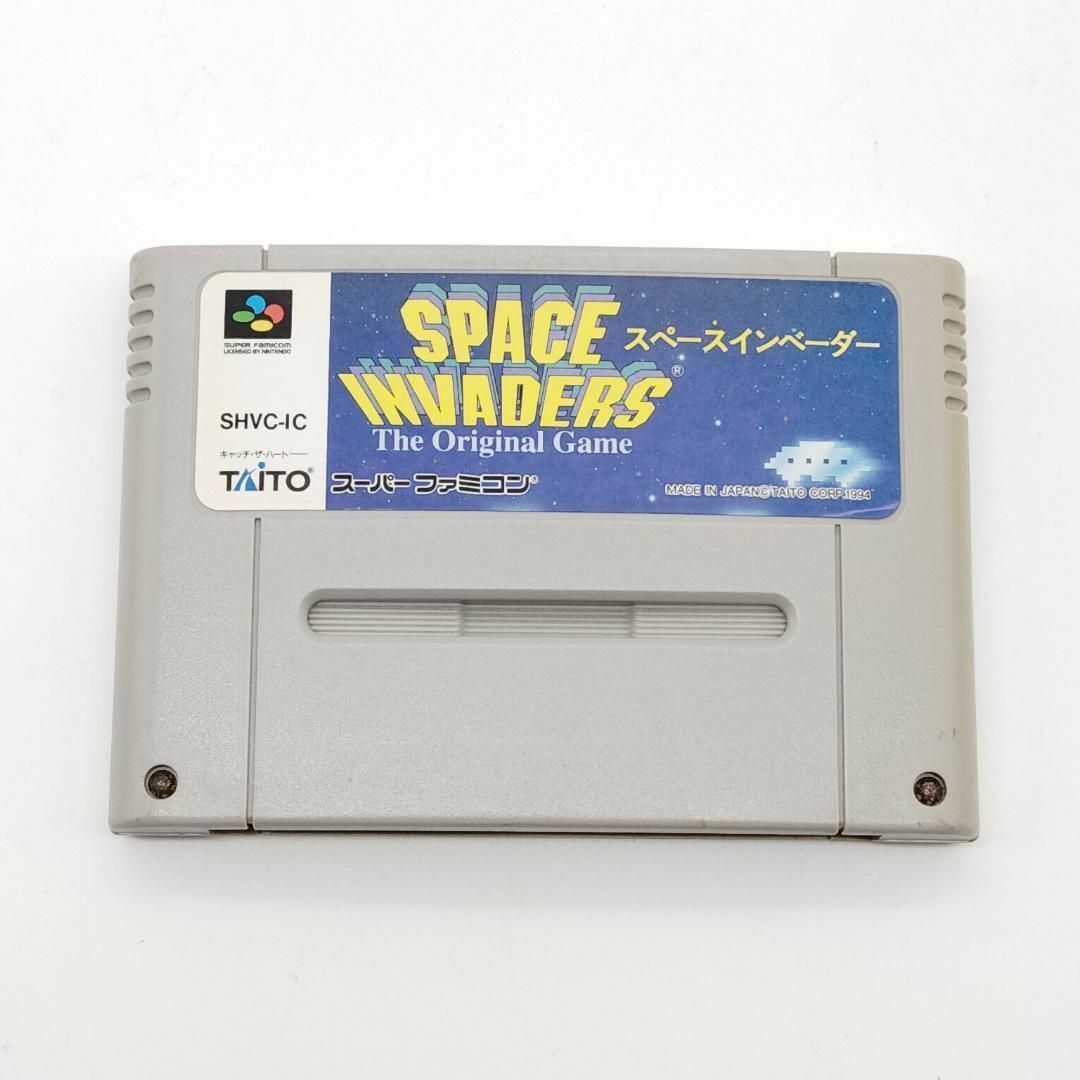 SUPER FAMICOM
LICENSED BY NINTENDO
SHVC-IC
キャッチ・ザ・ハート
TAITO®
SPACE
INVADERS®
スペースインベーダー
The Original Game
スーパーファミコン®
MADE IN JAPAN©TAITO CORP.1994